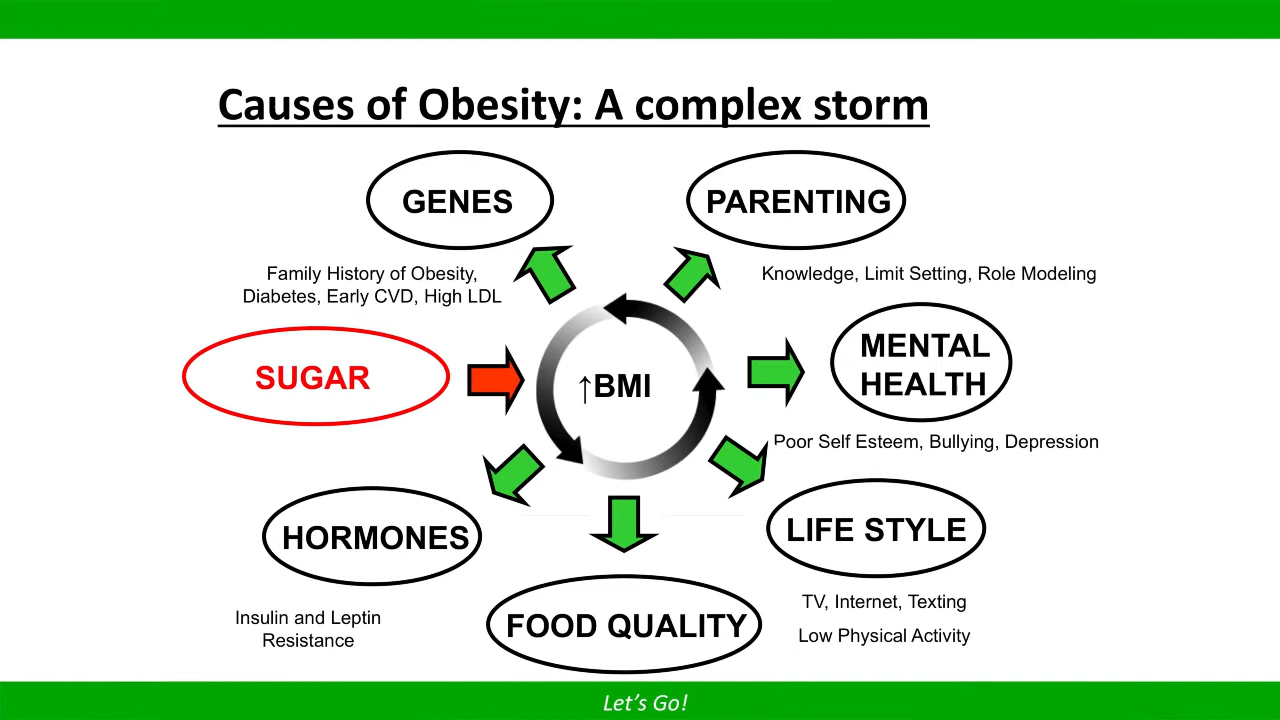 Causes of Obesity: A complex storm
GENES
PARENTING
Family History of Obesity,
Diabetes, Early CVD, High LDL
Knowledge, Limit Setting, Role Modeling
SUGAR
↑BMI
MENTAL
HEALTH
Poor Self Esteem, Bullying, Depression
HORMONES
LIFE STYLE
Insulin and Leptin
Resistance
FOOD QUALITY
TV, Internet, Texting
Low Physical Activity
Let's Go!